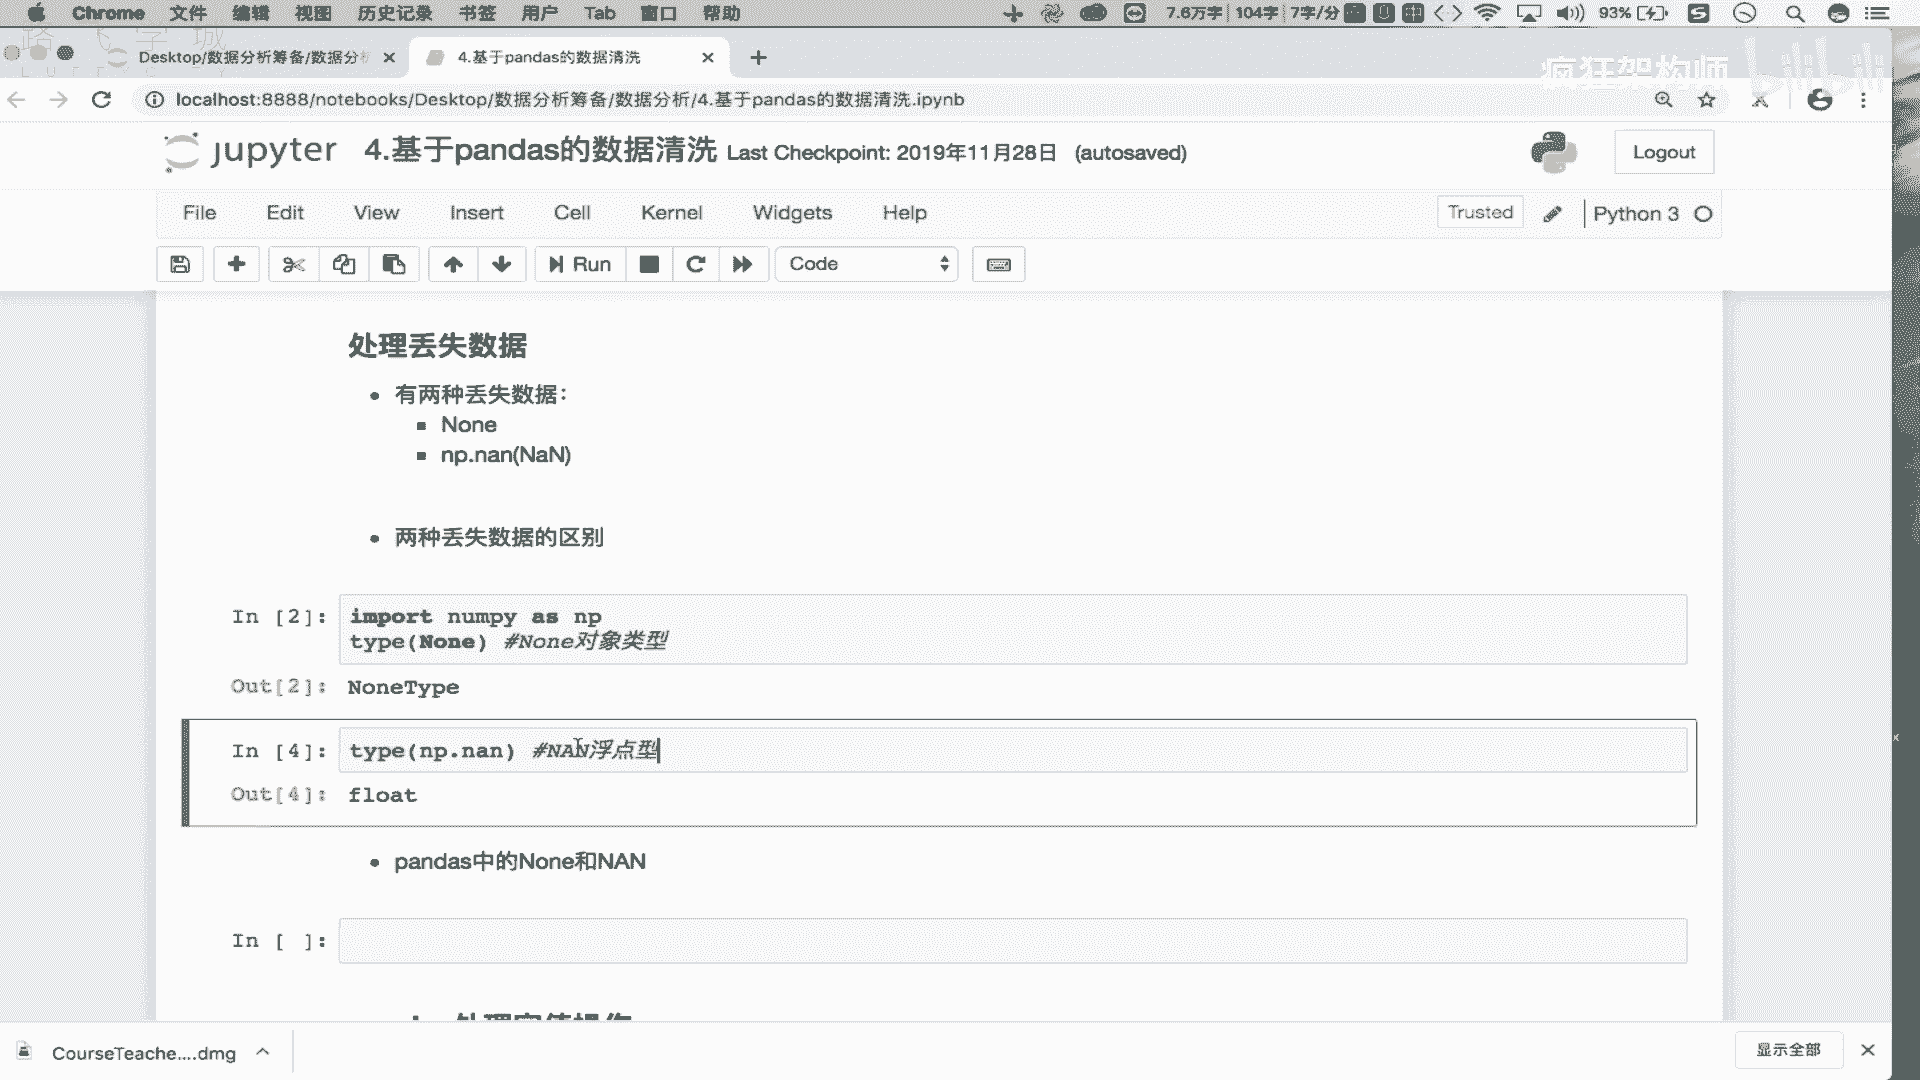 Chrome 文件 编辑 视图 历史记录 书签 用户 Tab 窗口 帮助 7.6万字 104字 7字/分 93%
路飞学城
Desktop/数据分析筹备/数据分析 4.基于pandas的数据清洗
疯狂架构师 bilibili
localhost:8888/notebooks/Desktop/数据分析筹备/数据分析/4.基于pandas的数据清洗.ipynb
jupyter 4.基于pandas的数据清洗 Last Checkpoint: 2019年11月28日 (autosaved) Logout
File Edit View Insert Cell Kernel Widgets Help Trusted Python 3
Run Code
处理丢失数据
有两种丢失数据:
None
np.nan(NaN)
两种丢失数据的区别
In [2]: import numpy as np
type(None) #None对象类型
Out[2]: NoneType
In [4]: type(np.nan) #NAN浮点型
Out[4]: float
pandas中的None和NAN
In [ ]:
CourseTeache....dmg 显示全部